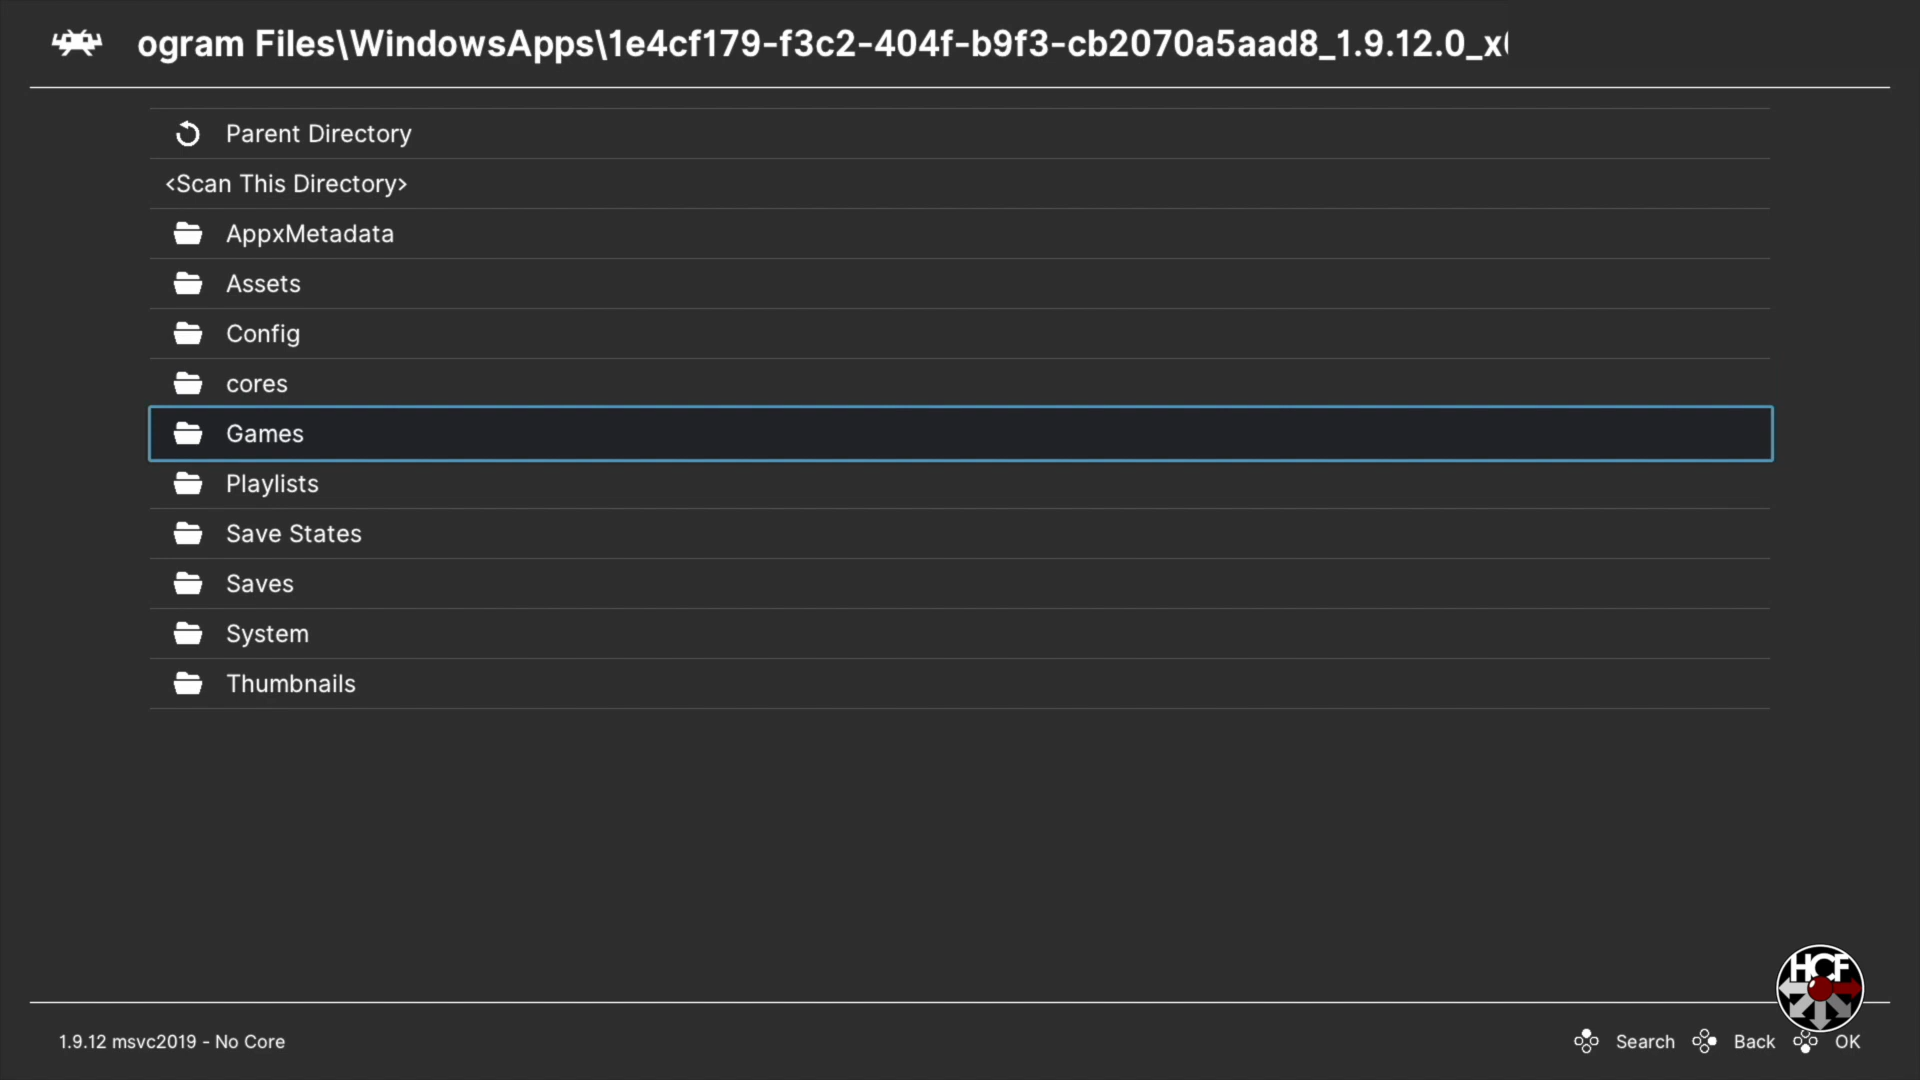 ogram Files\WindowsApps\1e4cf179-f3c2-404f-b9f3-cb2070a5aad8_1.9.12.0_x
Parent Directory
<Scan This Directory>
AppxMetadata
Assets
Config
cores
Games
Playlists
Save States
Saves
System
Thumbnails
HCF
1.9.12 msvc2019 - No Core
Search Back OK